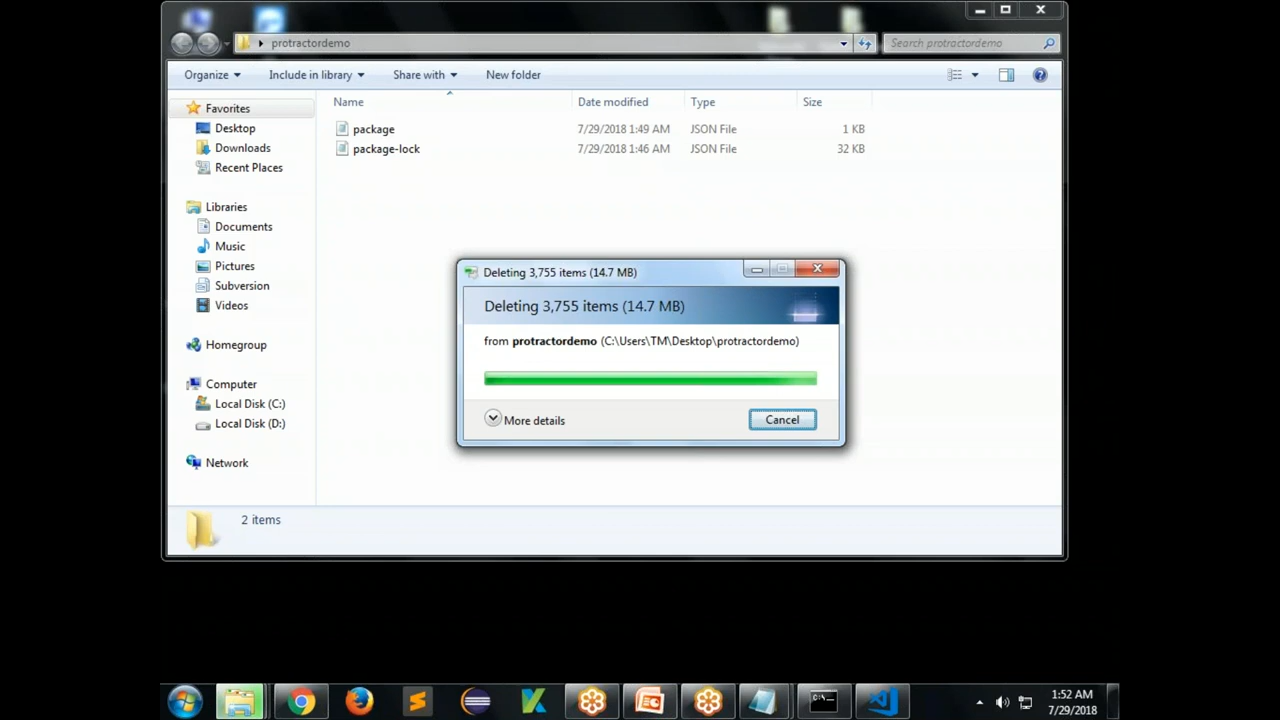 protractordemo
Search protractordemo
Organize
Include in library
Share with
New folder
Name
Date modified
Type
Size
Favorites
Desktop
Downloads
Recent Places
Libraries
Documents
Music
Pictures
Subversion
Videos
Homegroup
Computer
Local Disk (C:)
Local Disk (D:)
Network
package
7/29/2018 1:49 AM
JSON File
1 KB
package-lock
7/29/2018 1:46 AM
JSON File
32 KB
Deleting 3,755 items (14.7 MB)
Deleting 3,755 items (14.7 MB)
from protractordemo (C:\Users\TM\Desktop\protractordemo)
More details
Cancel
2 items
1:52 AM
7/29/2018